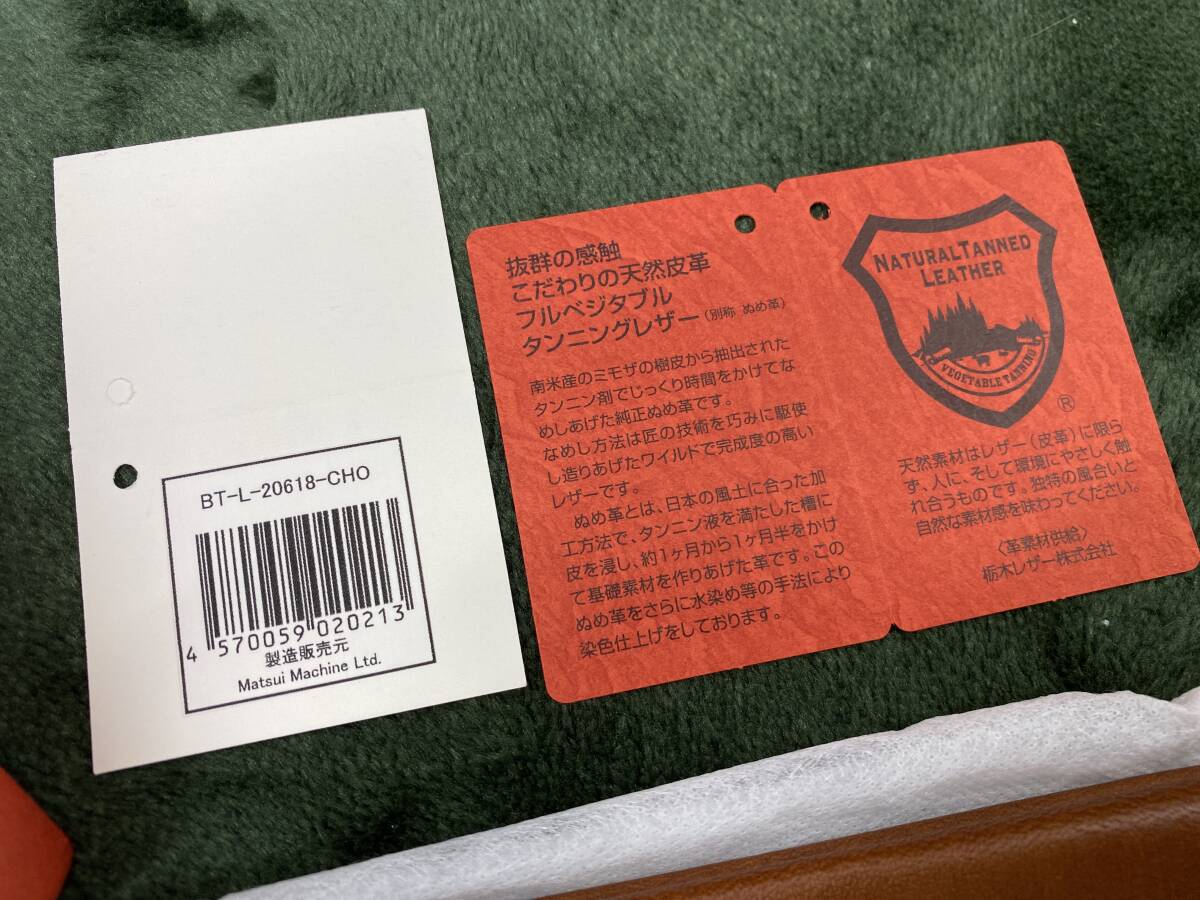 BT-L-20618-CHO
4 570059 020213
製造販売元
Matsui Machine Ltd.
抜群の感触
こだわりの天然皮革
フルベジタブル
タンニングレザー(別称 ぬめ革)
南米産のミモザの樹皮から抽出された
タンニン剤でじっくり時間をかけてな
めしあげた純正ぬめ革です。
なめし方法は匠の技術を巧みに駆使
し造りあげたワイルドで完成度の高い
レザーです。
ぬめ革とは、日本の風土に合った加
工方法で、タンニン液を満たした槽に
皮を浸し、約1ヶ月から1ヶ月半をかけ
て基礎素材を作りあげた革です。この
ぬめ革をさらに水染め等の手法により
染色仕上げをしております。
NATURAL TANNED
LEATHER
VEGETABLE TANNING
®
天然素材はレザー(皮革)に限ら
ず、人に、そして環境にやさしく触
れ合うものです。独特の風合いと
自然な素材感を味わってください。
〈革素材供給〉
栃木レザー株式会社